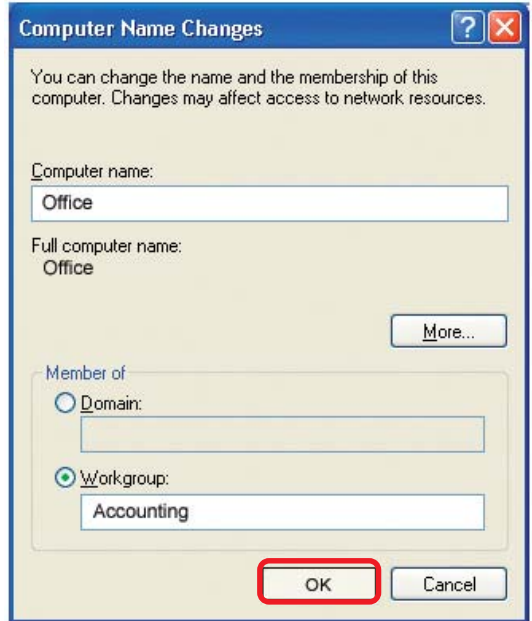 Computer Name Changes
?
You can change the name and the membership of this
computer. Changes may affect access to network resources.
Computer name:
Office
Full computer name:
Office
More...
Member of
Domain:
Workgroup:
Accounting
OK
Cancel